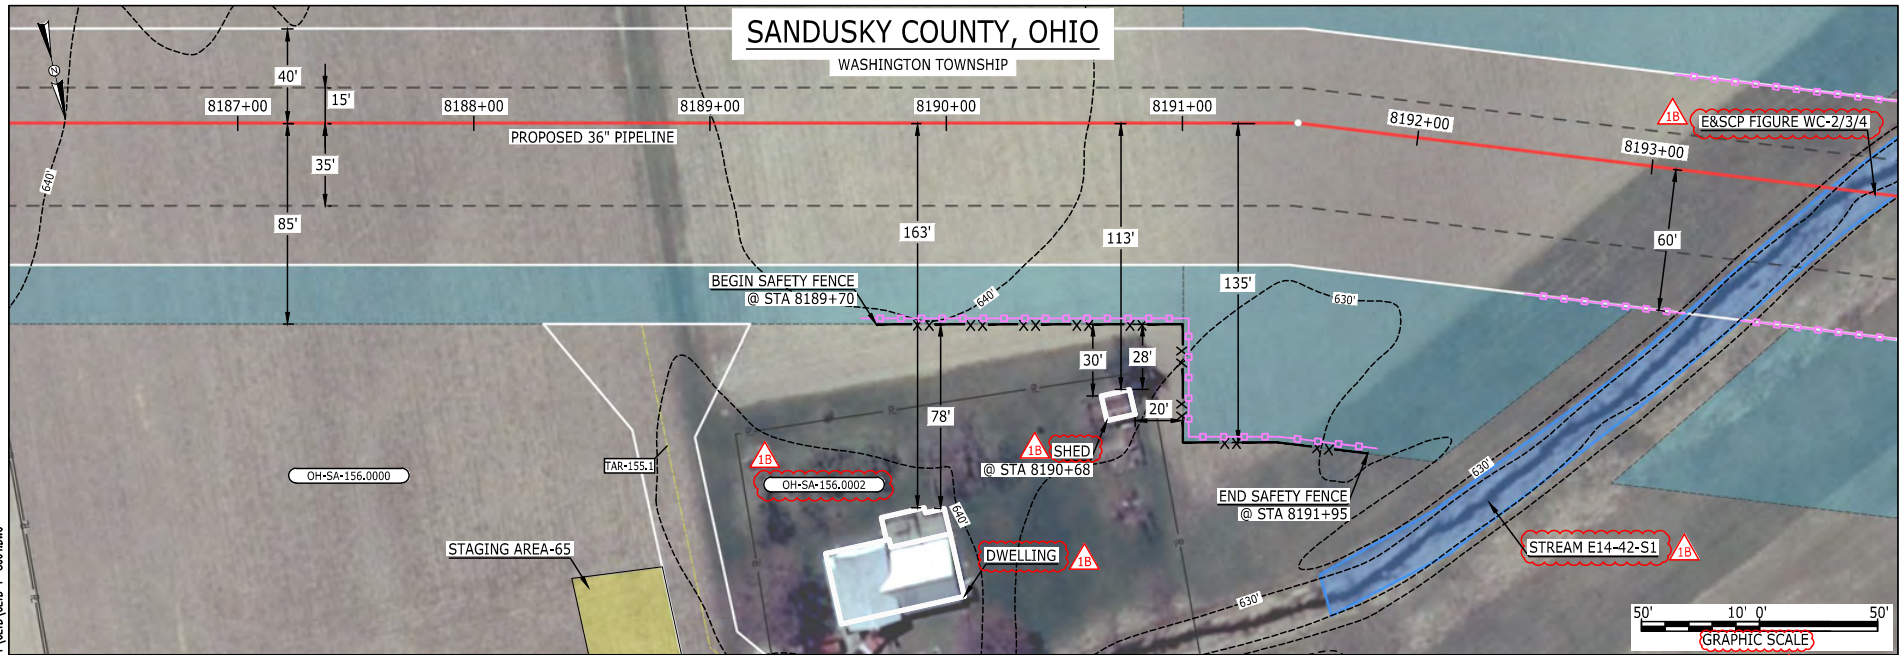 SANDUSKY COUNTY, OHIO
WASHINGTON TOWNSHIP
40'
15'
8187+00
8188+00
8189+00
8190+00
8191+00
8192+00
8193+00
1B
E&SCP FIGURE WC-2/3/4
PROPOSED 36" PIPELINE
35'
640'
85'
163'
113'
60'
BEGIN SAFETY FENCE
@ STA 8189+70
640'
135'
630'
30'
28'
78'
20'
1B
SHED
@ STA 8190+68
1B
OH-SA-156.0000
TAR-155.1
OH-SA-156.0002
630'
END SAFETY FENCE
@ STA 8191+95
640'
STAGING AREA-65
DWELLING
1B
STREAM E14-42-S1
1B
630'
50'
10'
0'
50'
GRAPHIC SCALE